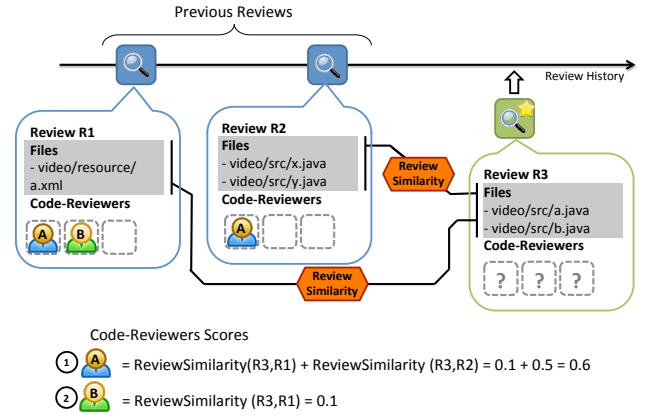 Previous Reviews
Review History
Review R1
Files
- video/resource/
a.xml
Code-Reviewers
A B
Review R2
Files
- video/src/x.java
- video/src/y.java
Code-Reviewers
A
Review
Similarity
Review R3
Files
- video/src/a.java
- video/src/b.java
Code-Reviewers
? ? ?
Review
Similarity
Code-Reviewers Scores
1 A = ReviewSimilarity(R3,R1) + ReviewSimilarity (R3,R2) = 0.1 + 0.5 = 0.6
2 B = ReviewSimilarity (R3,R1) = 0.1